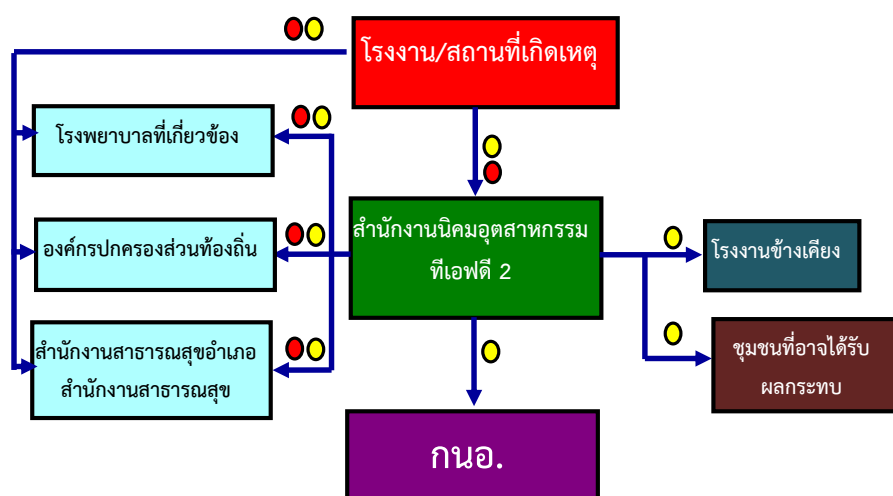 โรงงาน/สถานที่เกิดเหตุ
โรงพยาบาลที่เกี่ยวข้อง
สำนักงานนิคมอุตสาหกรรม
ทีเอฟดี 2
องค์กรปกครองส่วนท้องถิ่น
โรงงานข้างเคียง
สำนักงานสาธารณสุขอำเภอ
สำนักงานสาธารณสุข
ชุมชนที่อาจได้รับ
ผลกระทบ
กนอ.